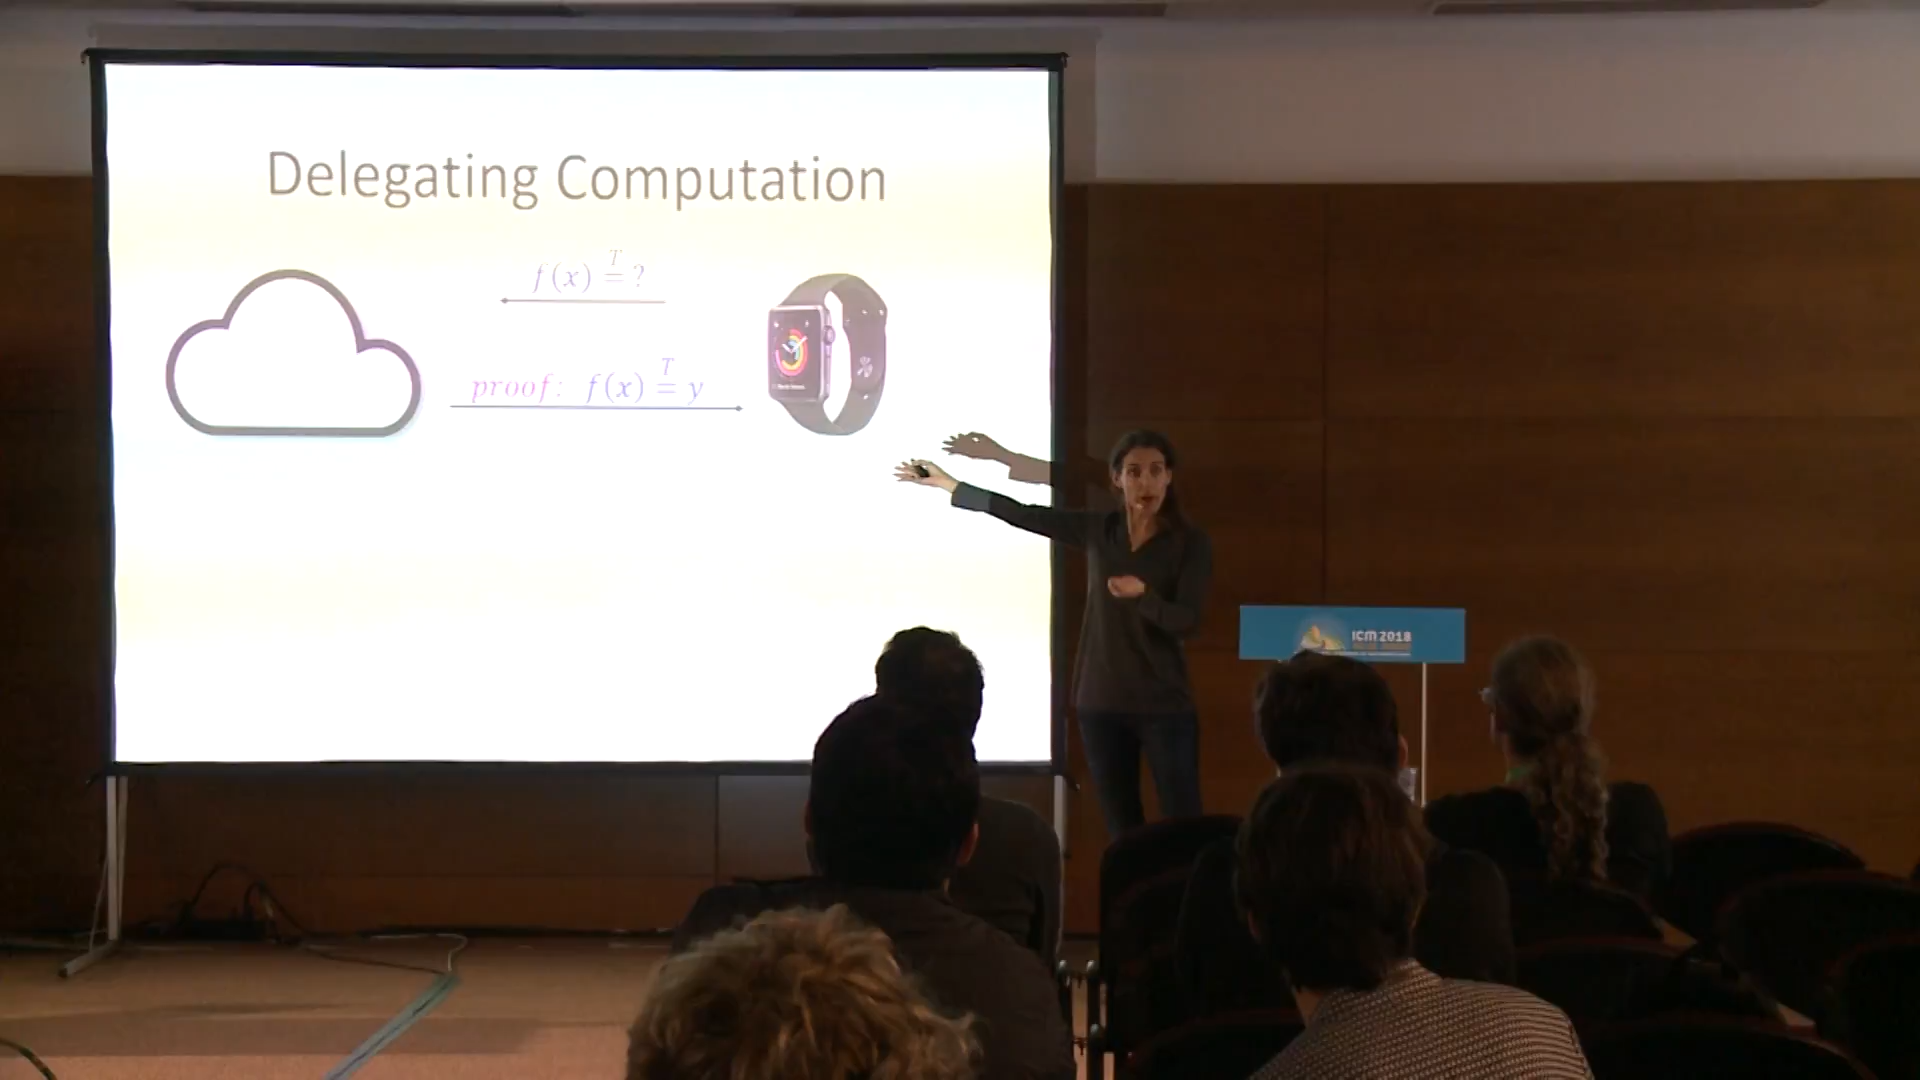 Delegating Computation
f(x) T= ?
proof: f(x) T= y
ICM 2018